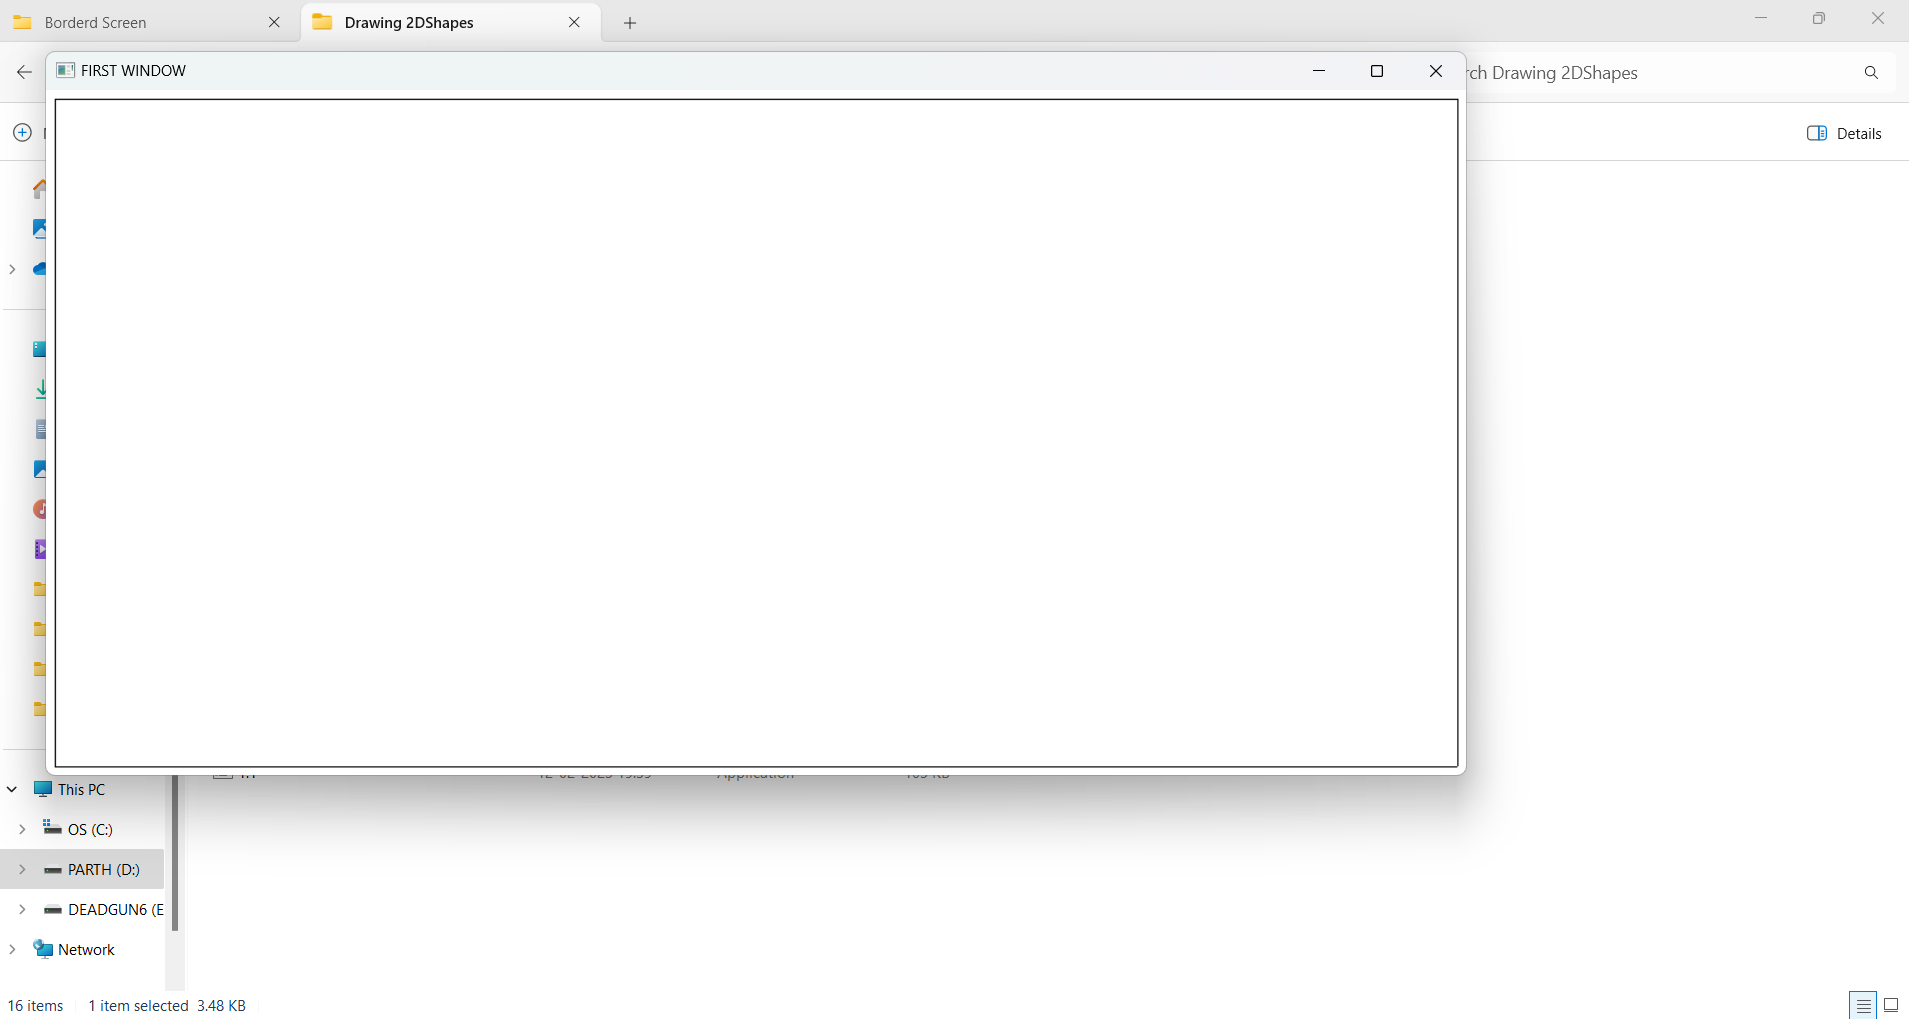 Borderd Screen
Drawing 2DShapes
FIRST WINDOW
Drawing 2DShapes
Details
This PC
OS (C:)
PARTH (D:)
DEADGUN6 (E
Network
16 items
1 item selected 3.48 KB